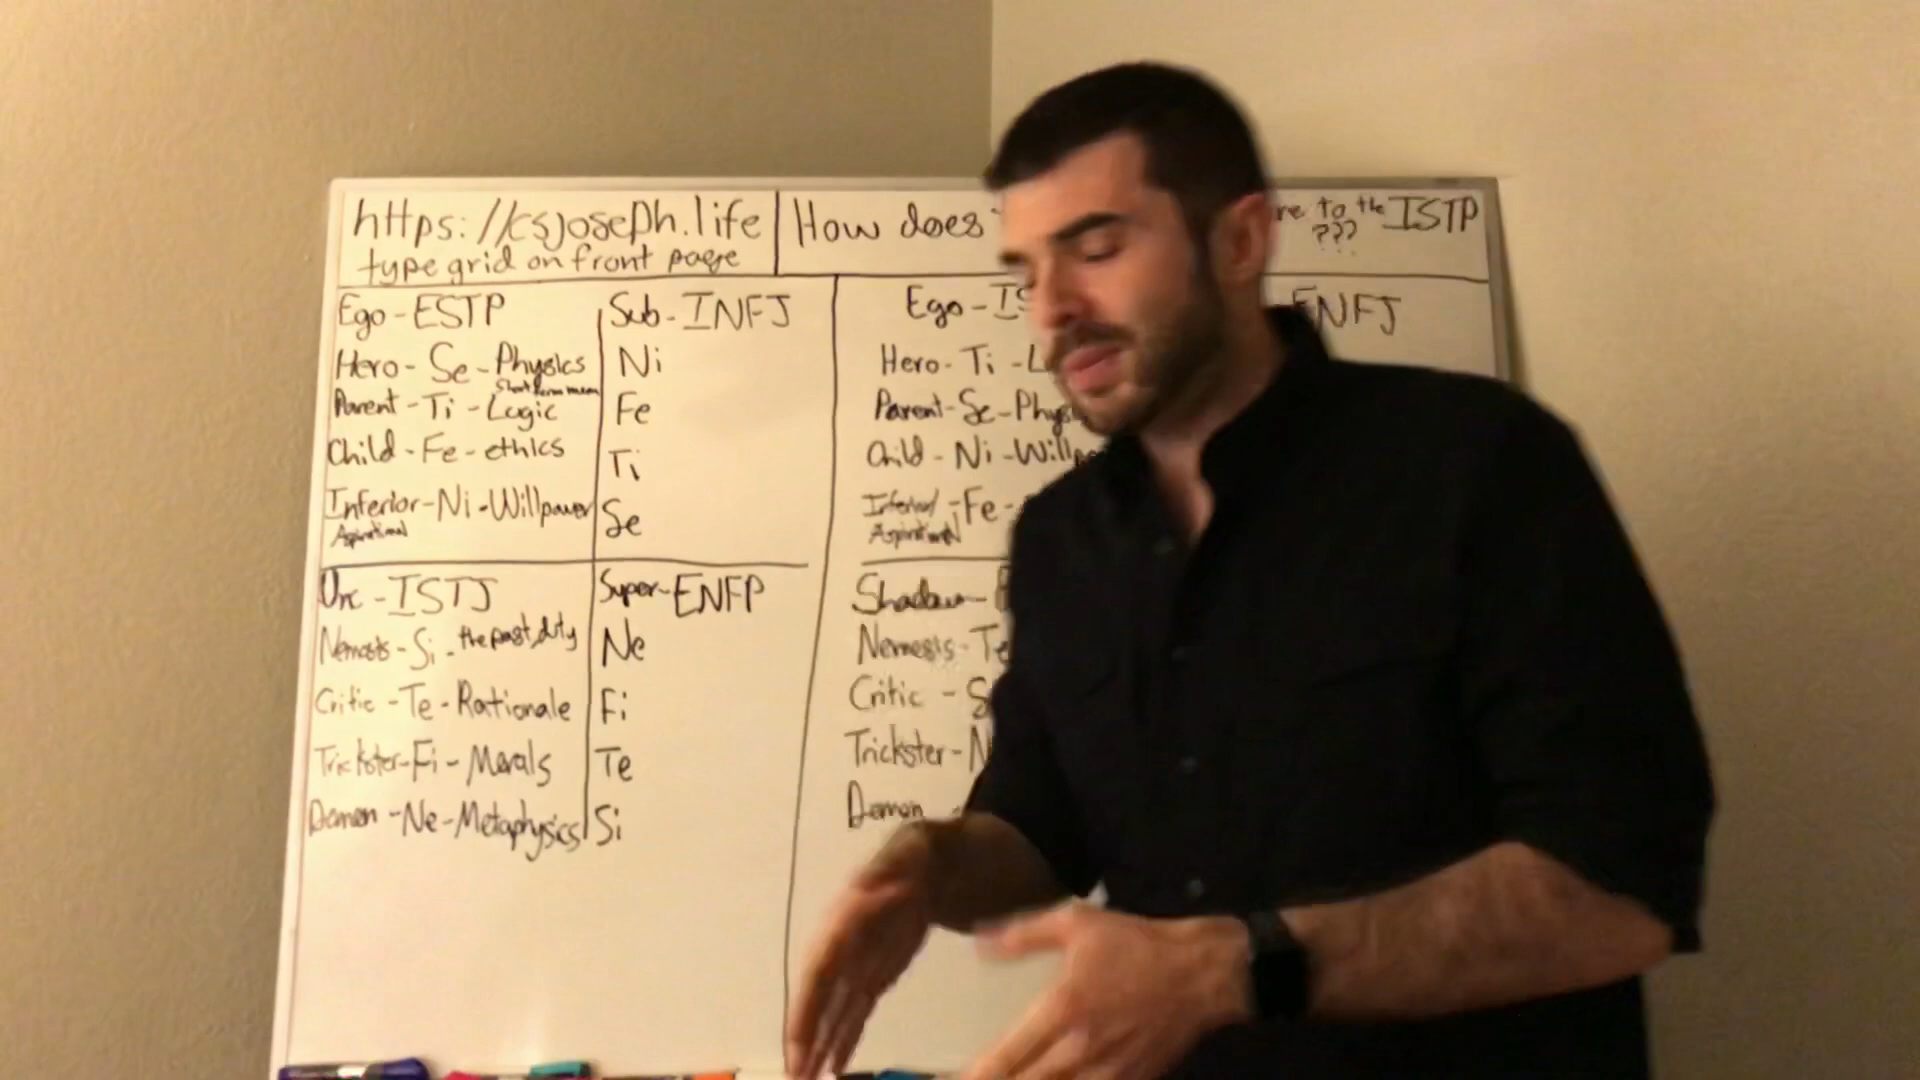 https://csjoseph.life
type grid on front page
How does
re to the ISTP
???
Ego - ESTP
Hero - Se - Physics
Short term mem
Parent - Ti - Logic
Child - Fe - ethics
Inferior - Ni - Willpower
Aspirational
Sub - INFJ
Ni
Fe
Ti
Se
Unc - ISTJ
Nemesis - Si - the past, duty
Critic - Te - Rationale
Trickster - Fi - Morals
Demon - Ne - Metaphysics
Super - ENFP
Ne
Fi
Te
Si
Ego - IS
Hero - Ti - L
Parent - Se - Phys
Child - Ni - Willp
Inferior - Fe -
Aspirational
ENFJ
Shadow -
Nemesis - Te
Critic - S
Trickster - N
Demon -